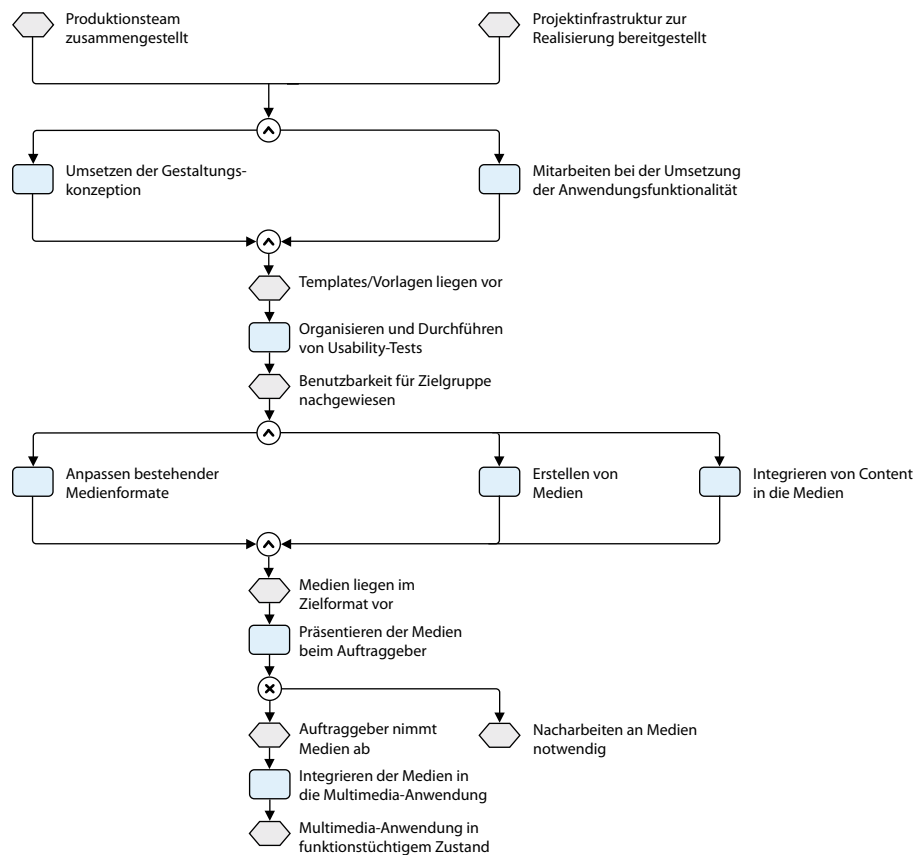 Produktionsteam
zusammengestellt
Projektinfrastruktur zur
Realisierung bereitgestellt
Umsetzen der Gestaltungs-
konzeption
Mitarbeiten bei der Umsetzung
der Anwendungsfunktionalität
Templates/Vorlagen liegen vor
Organisieren und Durchführen
von Usability-Tests
Benutzbarkeit für Zielgruppe
nachgewiesen
Anpassen bestehender
Medienformate
Erstellen von
Medien
Integrieren von Content
in die Medien
Medien liegen im
Zielformat vor
Präsentieren der Medien
beim Auftraggeber
Auftraggeber nimmt
Medien ab
Nacharbeiten an Medien
notwendig
Integrieren der Medien in
die Multimedia-Anwendung
Multimedia-Anwendung in
funktionstüchtigem Zustand